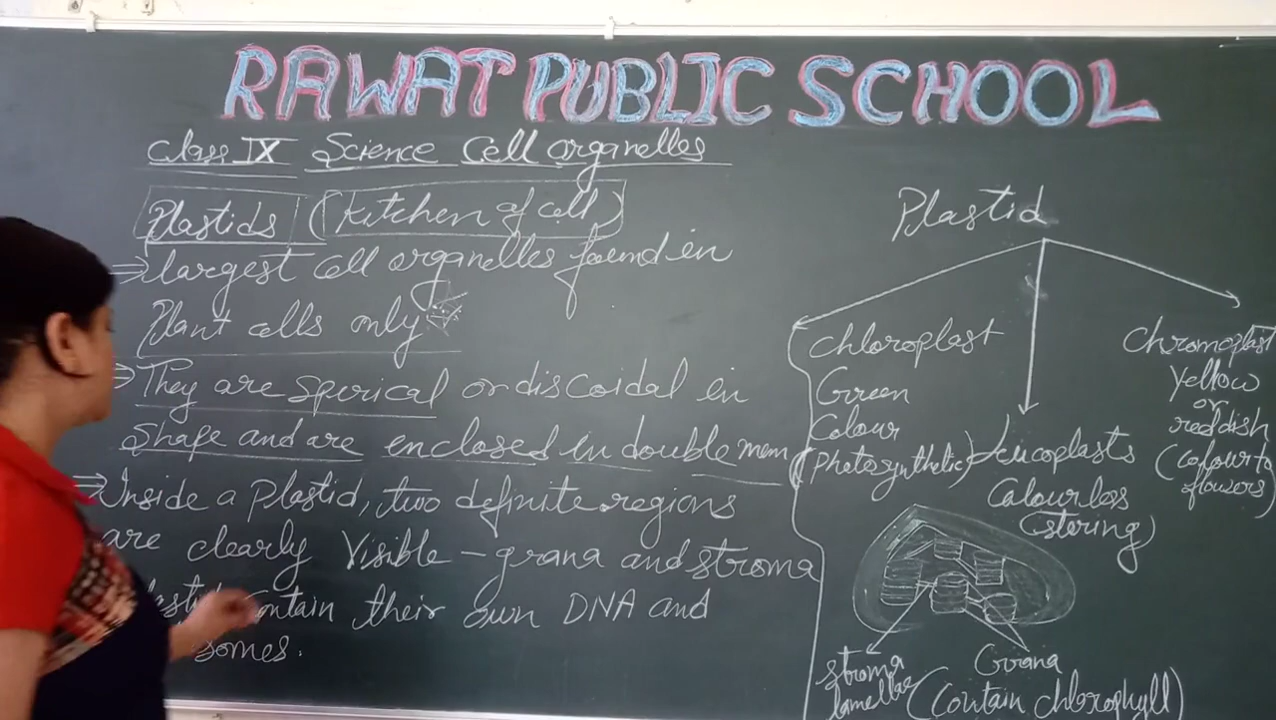 RAWAT PUBLIC SCHOOL
Class IX Science Cell organelles
Plastids (Kitchen of cell)
⇒ largest cell organelles found in
Plant cells only
⇒ They are sperical or discoidal in
Shape and are enclosed in double mem
⇒ Inside a Plastid, two definite regions
are clearly Visible - grana and stroma
contain their own DNA and
somes.
Plastid
Chloroplast
Green
Colour
(Photosynthetic)
Leucoplasts
Colourless
(storing)
Chromoplast
Yellow
or
reddish
(colour to
flowers)
stroma
lamellae
Grana
(Contain chlorophyll)